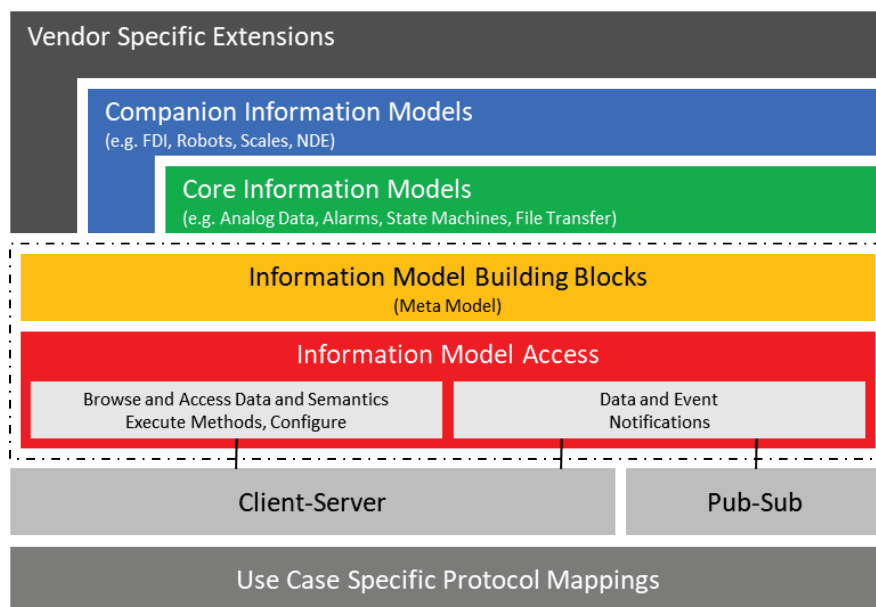 Vendor Specific Extensions
Companion Information Models
(e.g. FDI, Robots, Scales, NDE)
Core Information Models
(e.g. Analog Data, Alarms, State Machines, File Transfer)
Information Model Building Blocks
(Meta Model)
Information Model Access
Browse and Access Data and Semantics
Execute Methods, Configure
Data and Event
Notifications
Client-Server
Pub-Sub
Use Case Specific Protocol Mappings